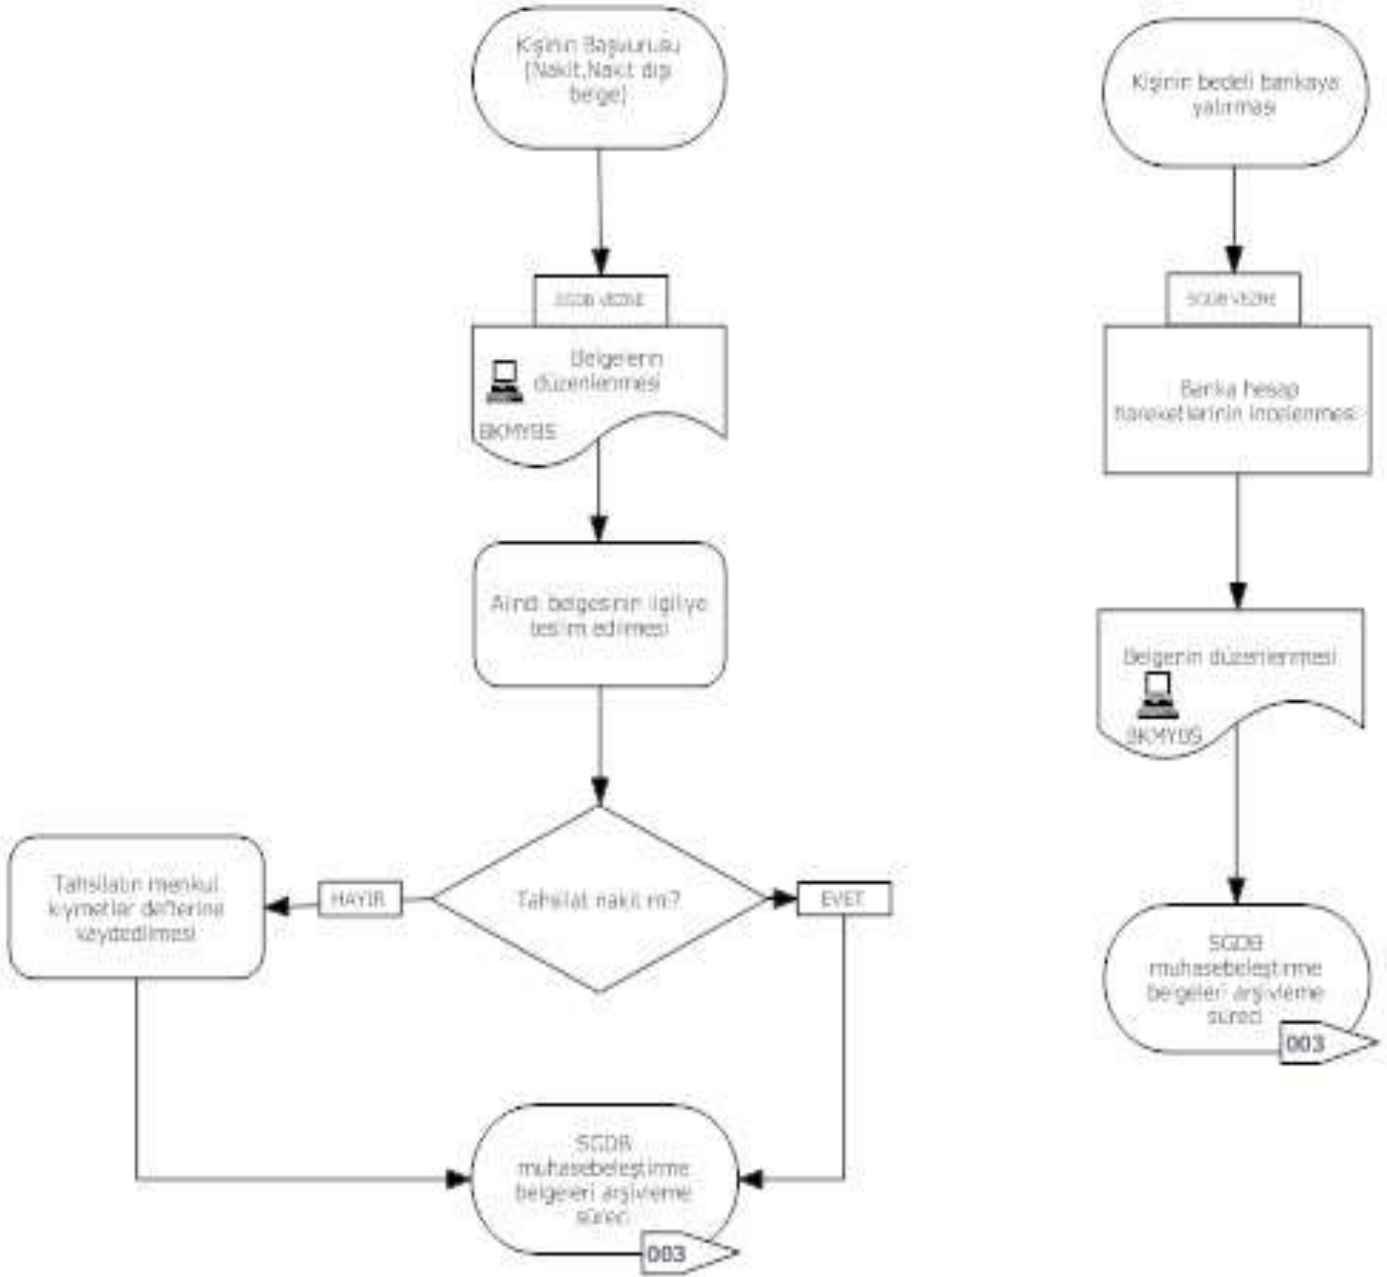 Kişinin Başvurusu
(Nakit,Nakit dışı
belge)
SGDB VEZNE
Belgelerin
düzenlenmesi
BKMYBS
Alındı belgesinin ilgiliye
teslim edilmesi
Tahsilat nakit mi?
HAYIR
EVET
Tahsilatın menkul
kıymetler defterine
kaydedilmesi
SGDB
muhasebeleştirme
belgeleri arşivleme
süreci
003
Kişinin bedeli bankaya
yatırması
SGDB VEZNE
Banka hesap
hareketlerinin incelenmesi
Belgenin düzenlenmesi
BKMYBS
SGDB
muhasebeleştirme
belgeleri arşivleme
süreci
003